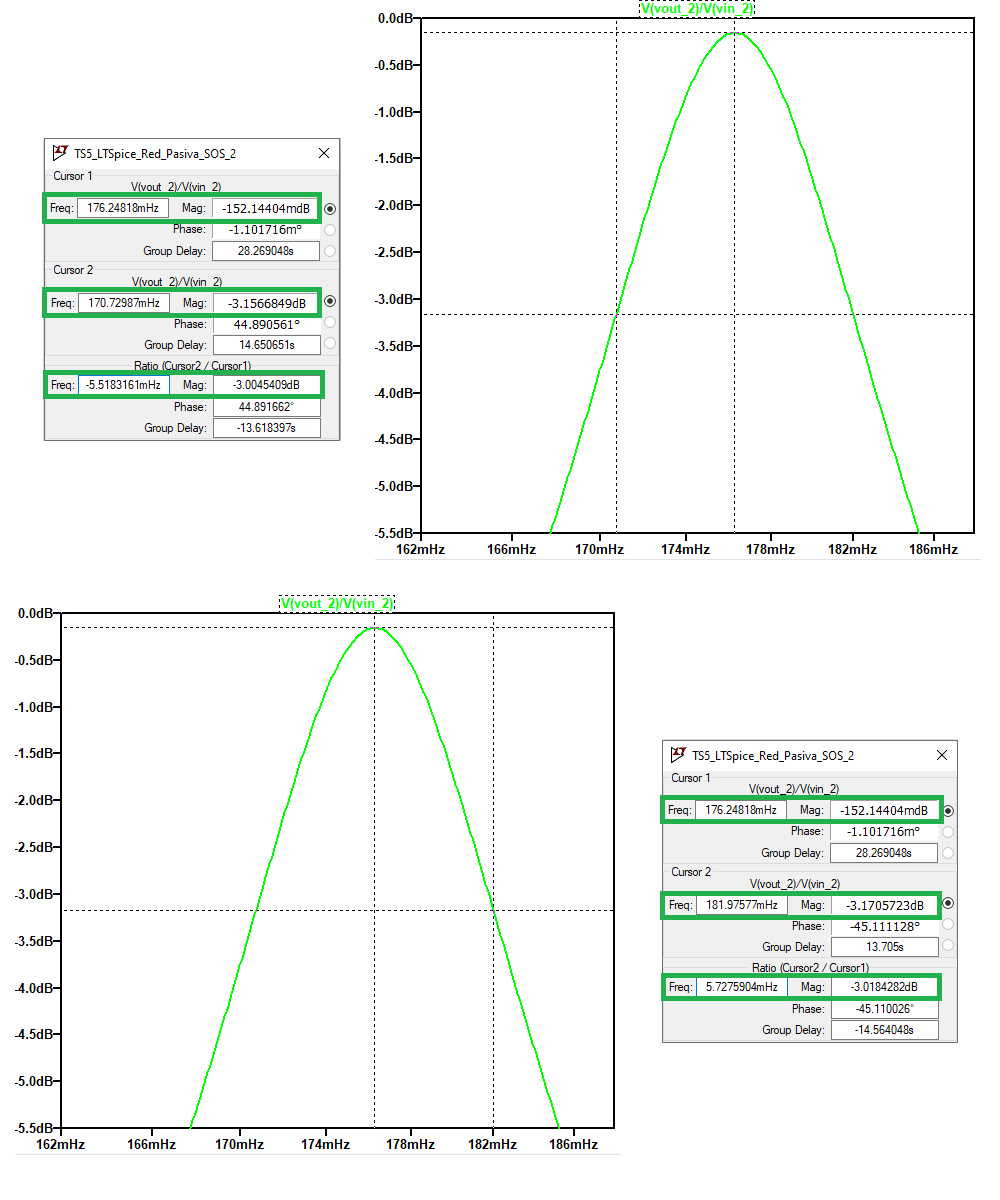 V(vout_2)/V(vin_2)
0.0dB
-0.5dB
-1.0dB
-1.5dB
-2.0dB
-2.5dB
-3.0dB
-3.5dB
-4.0dB
-4.5dB
-5.0dB
-5.5dB
162mHz 166mHz 170mHz 174mHz 178mHz 182mHz 186mHz
TS5_LTSpice_Red_Pasiva_SOS_2
Cursor 1
V(vout_2)/V(vin_2)
Freq: 176.24818mHz Mag: -152.14404mdB
Phase: -1.101716m°
Group Delay: 28.269048s
Cursor 2
V(vout_2)/V(vin_2)
Freq: 170.72987mHz Mag: -3.1566849dB
Phase: 44.890561°
Group Delay: 14.650651s
Ratio (Cursor2 / Cursor1)
Freq: -5.5183161mHz Mag: -3.0045409dB
Phase: 44.891662°
Group Delay: -13.618397s
V(vout_2)/V(vin_2)
0.0dB
-0.5dB
-1.0dB
-1.5dB
-2.0dB
-2.5dB
-3.0dB
-3.5dB
-4.0dB
-4.5dB
-5.0dB
-5.5dB
162mHz 166mHz 170mHz 174mHz 178mHz 182mHz 186mHz
TS5_LTSpice_Red_Pasiva_SOS_2
Cursor 1
V(vout_2)/V(vin_2)
Freq: 176.24818mHz Mag: -152.14404mdB
Phase: -1.101716m°
Group Delay: 28.269048s
Cursor 2
V(vout_2)/V(vin_2)
Freq: 181.97577mHz Mag: -3.1705723dB
Phase: -45.111128°
Group Delay: 13.705s
Ratio (Cursor2 / Cursor1)
Freq: 5.7275904mHz Mag: -3.0184282dB
Phase: -45.110026°
Group Delay: -14.564048s